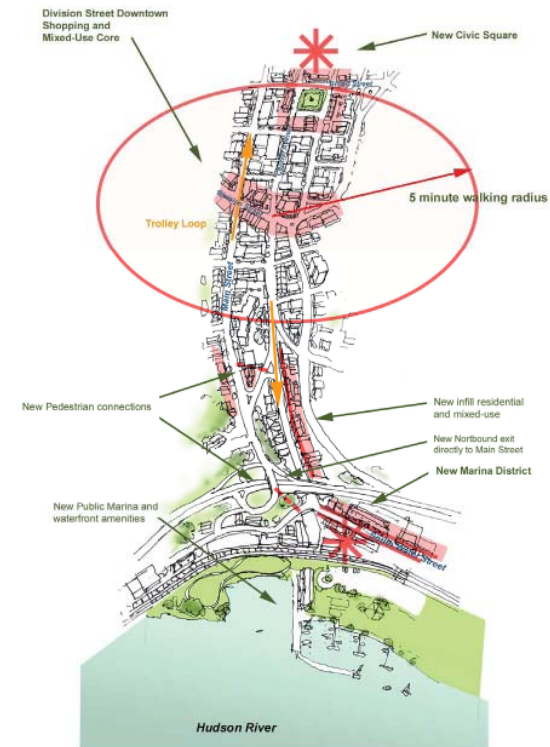 Division Street Downtown
Shopping and
Mixed-Use Core
New Civic Square
5 minute walking radius
Trolley Loop
Main Street
New Pedestrian connections
New infill residential
and mixed-use
New Nortbound exit
directly to Main Street
New Marina District
New Public Marina and
waterfront amenities
South Street
Hudson River